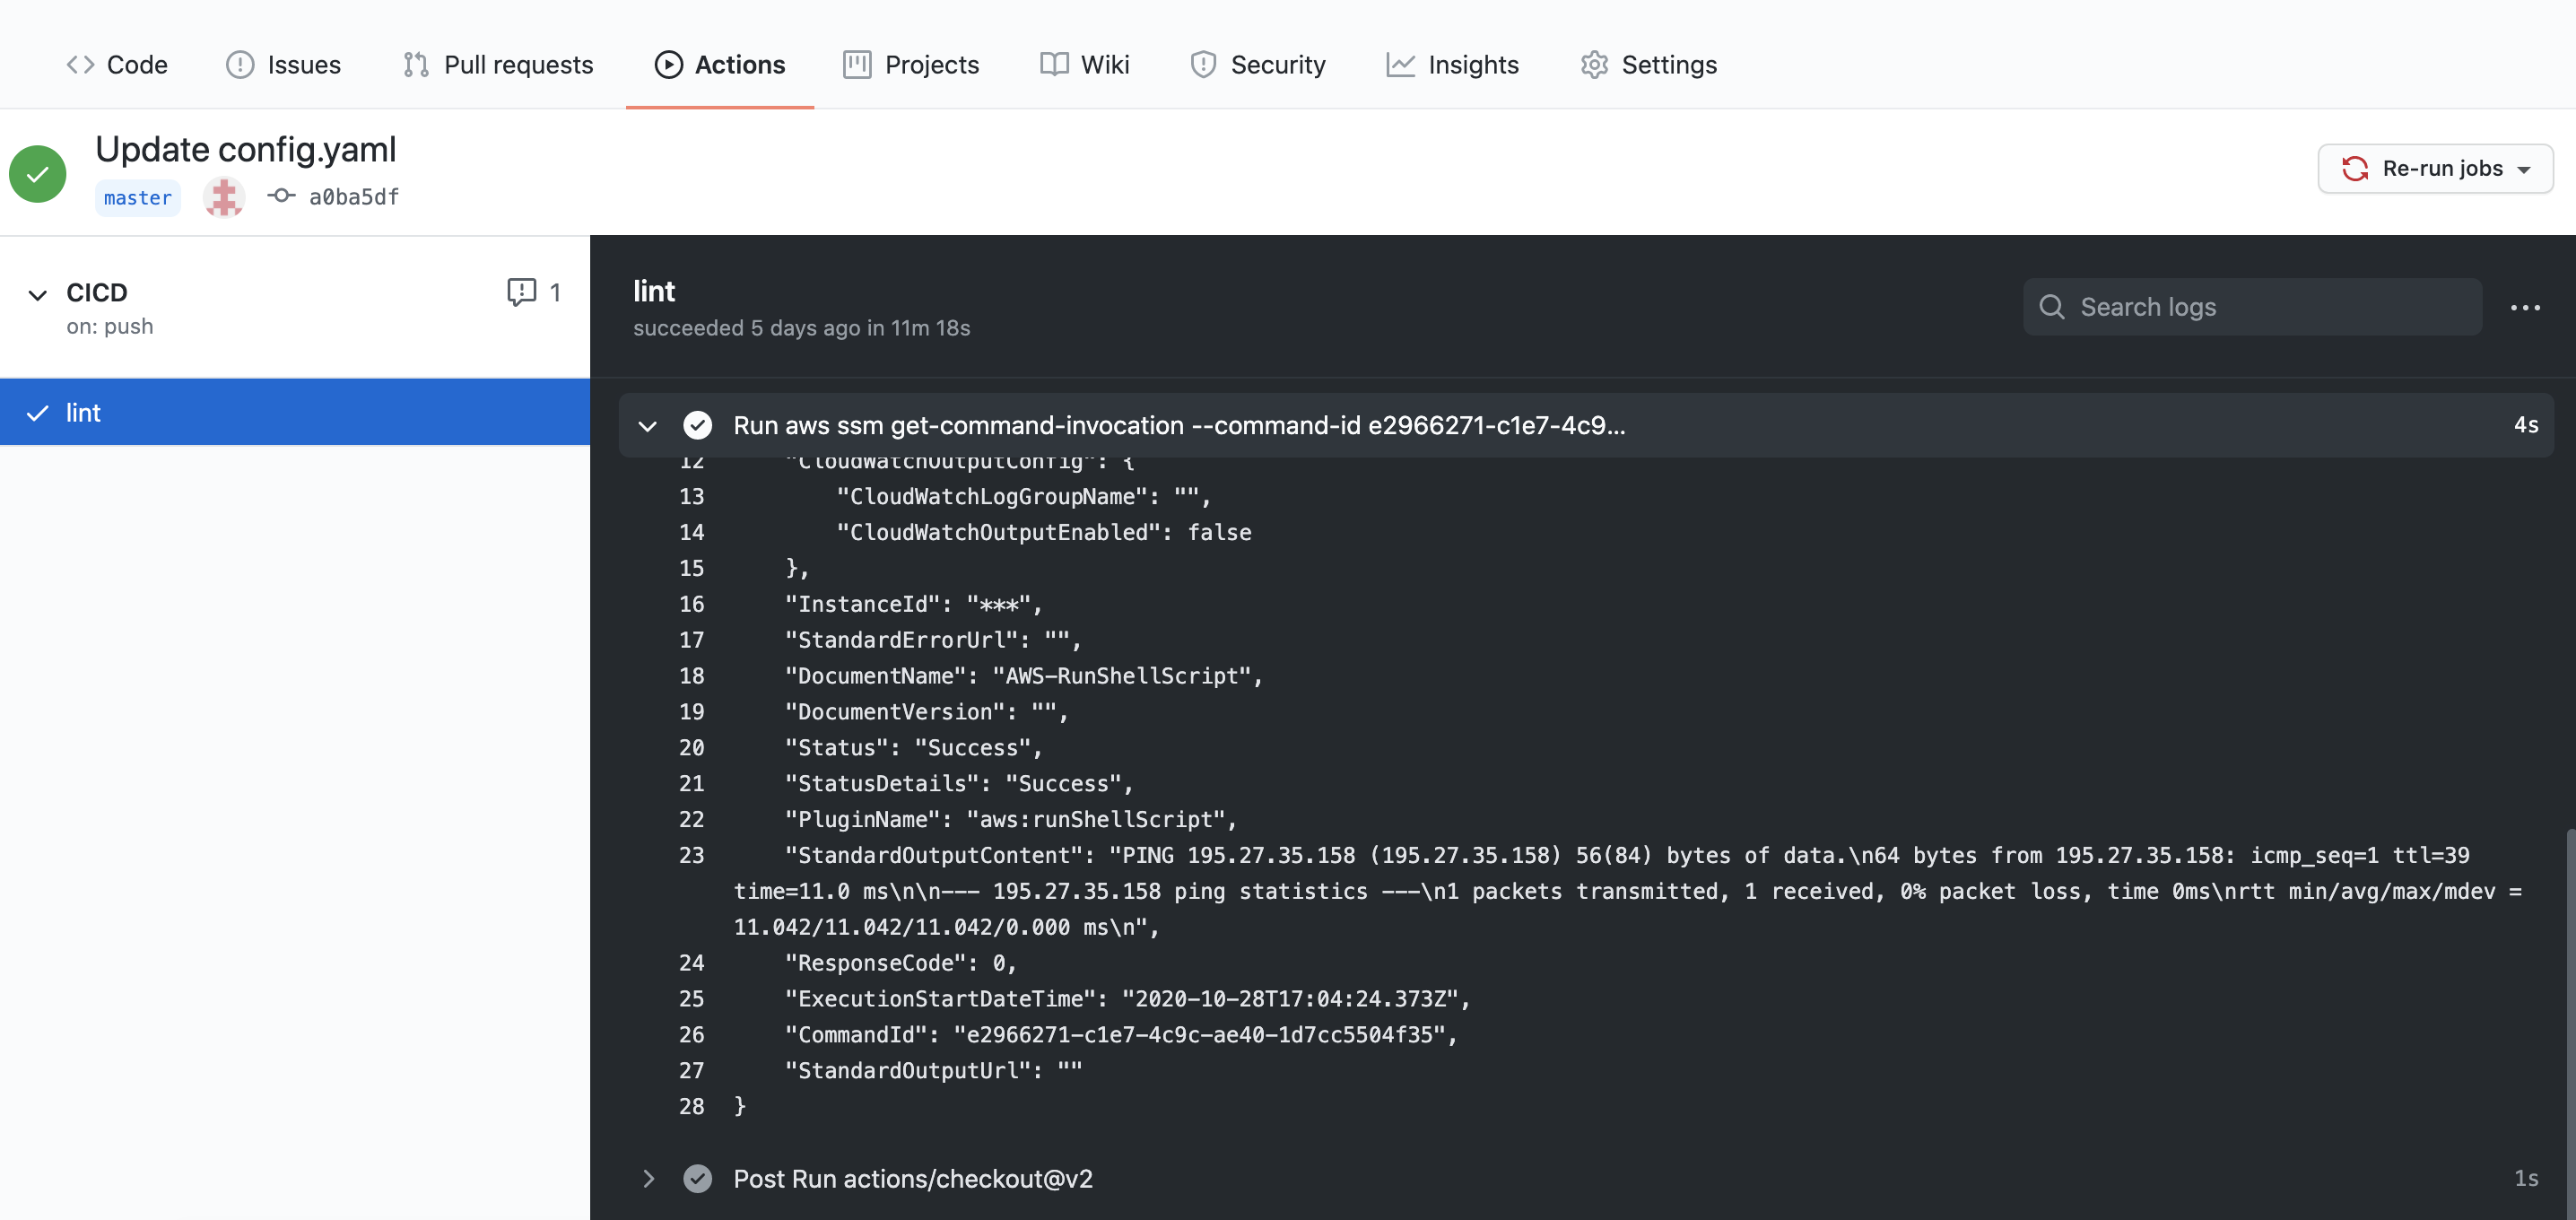 Code Issues Pull requests Actions Projects Wiki Security Insights Settings
Update config.yaml
master a0ba5df
Re-run jobs
CICD 1
on: push
lint
lint
succeeded 5 days ago in 11m 18s
Search logs
Run aws ssm get-command-invocation --command-id e2966271-c1e7-4c9... 4s
12 "CloudWatchOutputConfig": {
13 "CloudWatchLogGroupName": "",
14 "CloudWatchOutputEnabled": false
15 },
16 "InstanceId": "***",
17 "StandardErrorUrl": "",
18 "DocumentName": "AWS-RunShellScript",
19 "DocumentVersion": "",
20 "Status": "Success",
21 "StatusDetails": "Success",
22 "PluginName": "aws:runShellScript",
23 "StandardOutputContent": "PING 195.27.35.158 (195.27.35.158) 56(84) bytes of data.\n64 bytes from 195.27.35.158: icmp_seq=1 ttl=39
time=11.0 ms\n\n--- 195.27.35.158 ping statistics ---\n1 packets transmitted, 1 received, 0% packet loss, time 0ms\nrtt min/avg/max/mdev =
11.042/11.042/11.042/0.000 ms\n",
24 "ResponseCode": 0,
25 "ExecutionStartDateTime": "2020-10-28T17:04:24.373Z",
26 "CommandId": "e2966271-c1e7-4c9c-ae40-1d7cc5504f35",
27 "StandardOutputUrl": ""
28 }
Post Run actions/checkout@v2 1s